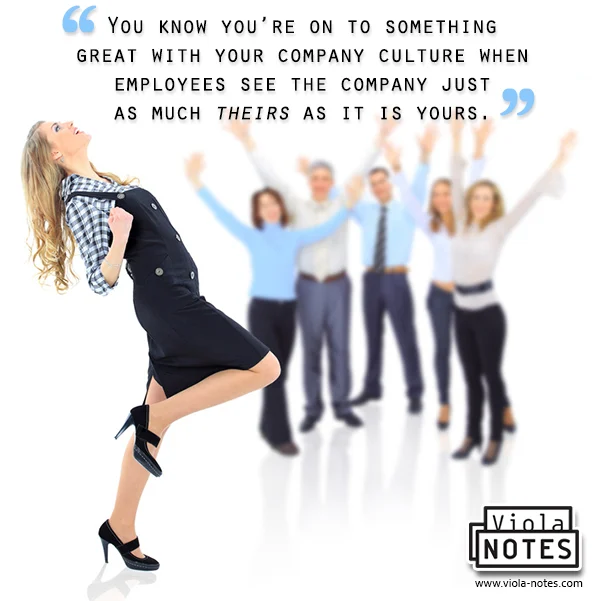 “ You know you’re on to something
great with your company culture when
employees see the company just
as much theirs as it is yours. ”
Viola
NOTES
www.viola-notes.com